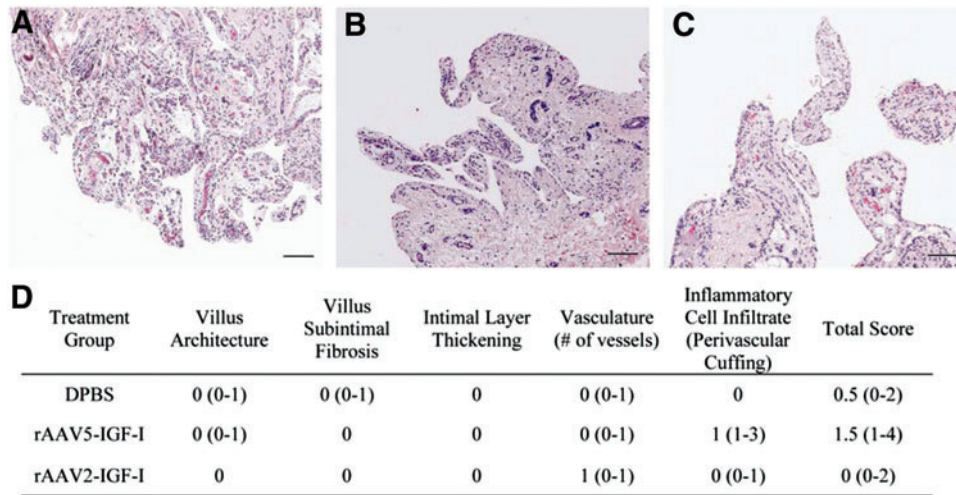 A
B
C
D
Treatment Group Villus Architecture Villus Subintimal Fibrosis Intimal Layer Thickening Vasculature (# of vessels) Inflammatory Cell Infiltrate (Perivascular Cuffing) Total Score
DPBS 0 (0-1) 0 (0-1) 0 0 (0-1) 0 0.5 (0-2)
rAAV5-IGF-I 0 (0-1) 0 0 0 (0-1) 1 (1-3) 1.5 (1-4)
rAAV2-IGF-I 0 0 0 1 (0-1) 0 (0-1) 0 (0-2)